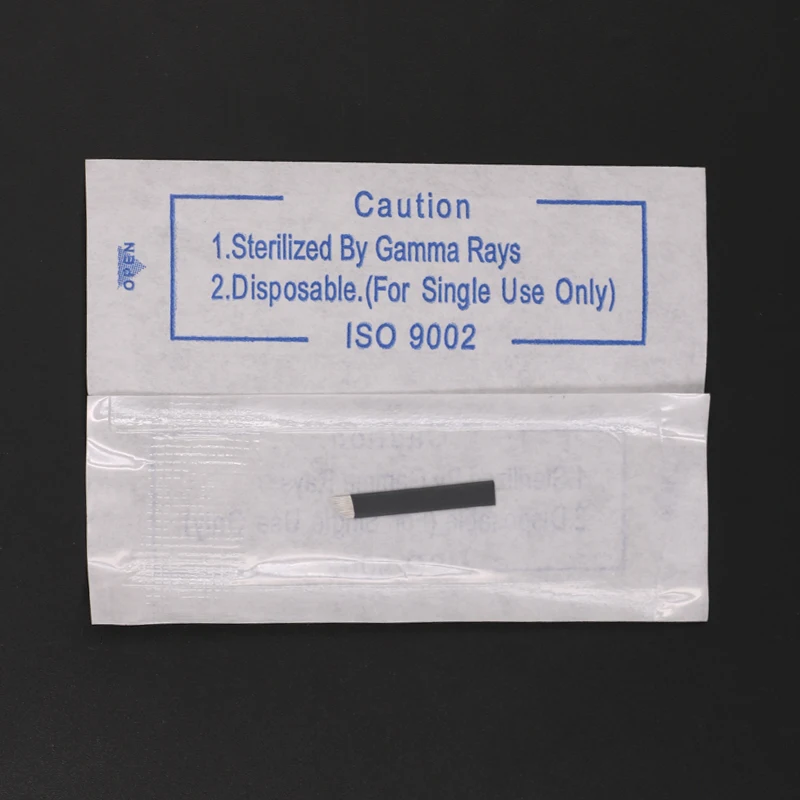 Caution
OPEN
1.Sterilized By Gamma Rays
2.Disposable.(For Single Use Only)
ISO 9002